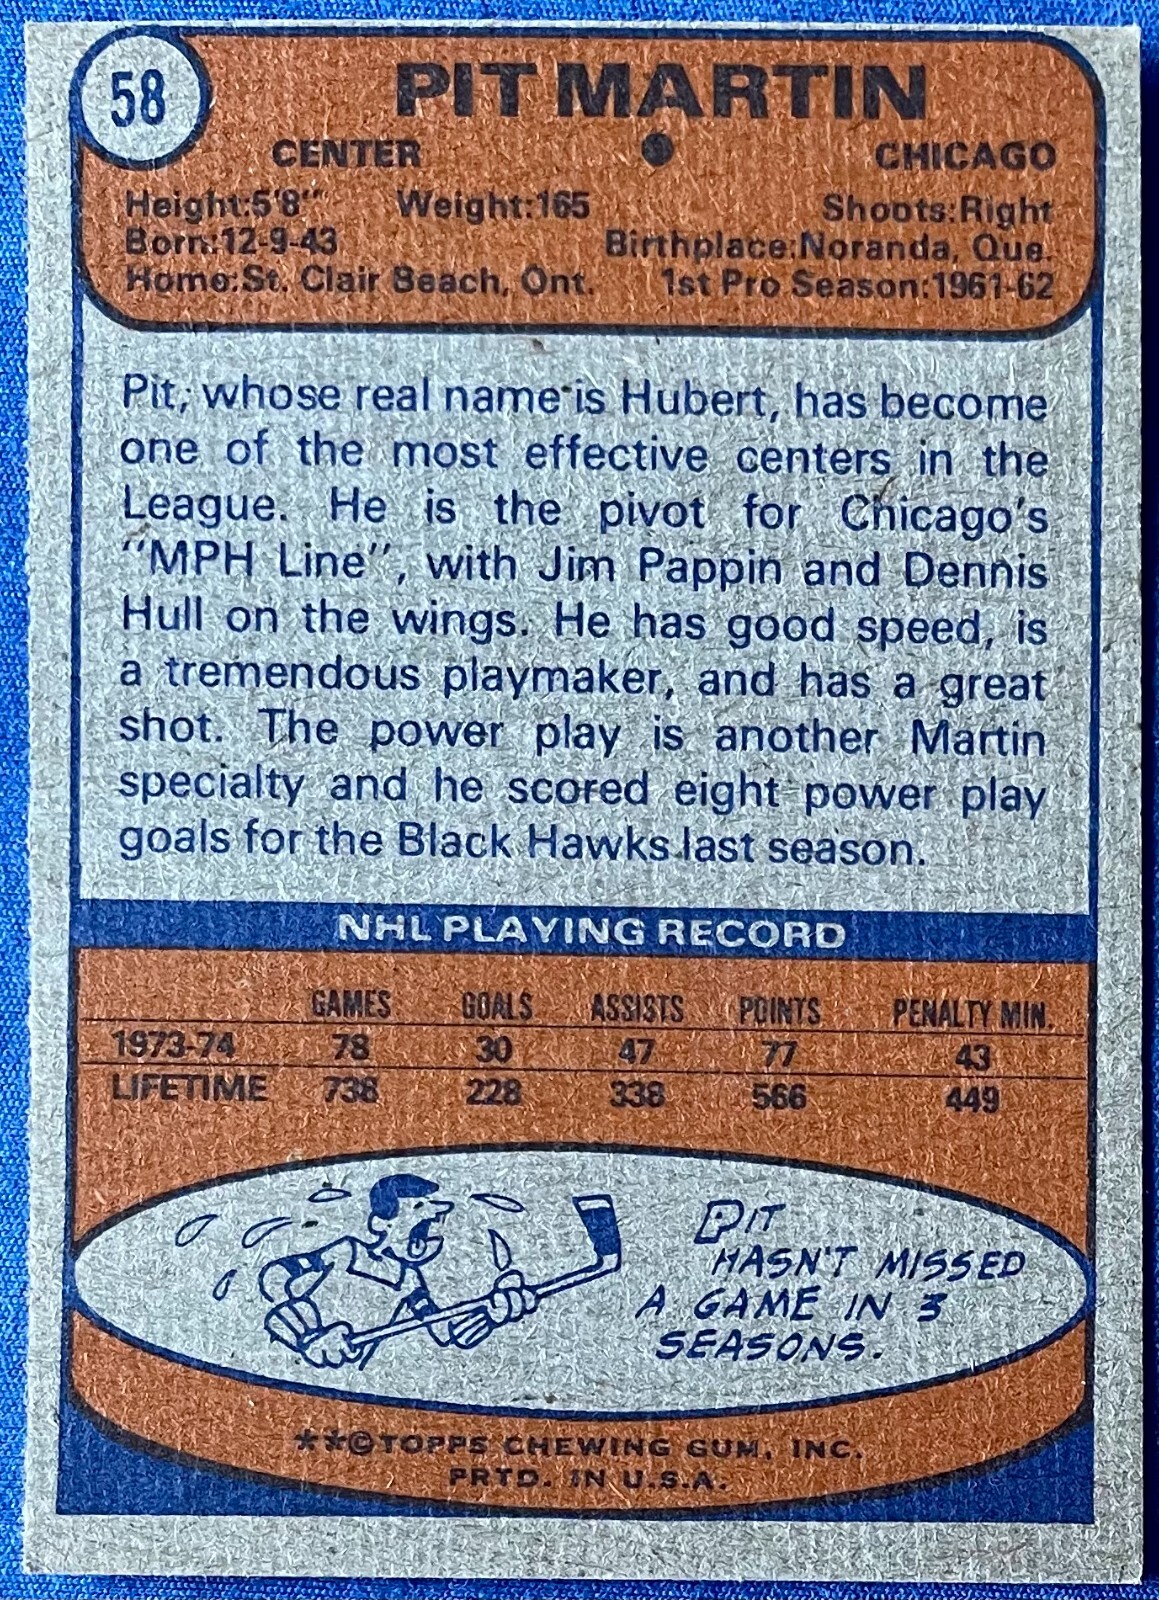 58
PIT MARTIN
CENTER CHICAGO
Height:5'8" Weight:165 Shoots:Right
Born:12-9-43 Birthplace:Noranda, Que.
Home:St. Clair Beach, Ont. 1st Pro Season:1961-62
Pit, whose real name is Hubert, has become
one of the most effective centers in the
League. He is the pivot for Chicago's
"MPH Line", with Jim Pappin and Dennis
Hull on the wings. He has good speed, is
a tremendous playmaker, and has a great
shot. The power play is another Martin
specialty and he scored eight power play
goals for the Black Hawks last season.
NHL PLAYING RECORD
GAMES GOALS ASSISTS POINTS PENALTY MIN.
1973-74 78 30 47 77 43
LIFETIME 738 228 338 566 449
PIT
HASN'T MISSED
A GAME IN 3
SEASONS.
**©TOPPS CHEWING GUM, INC.
PRTD. IN U.S.A.